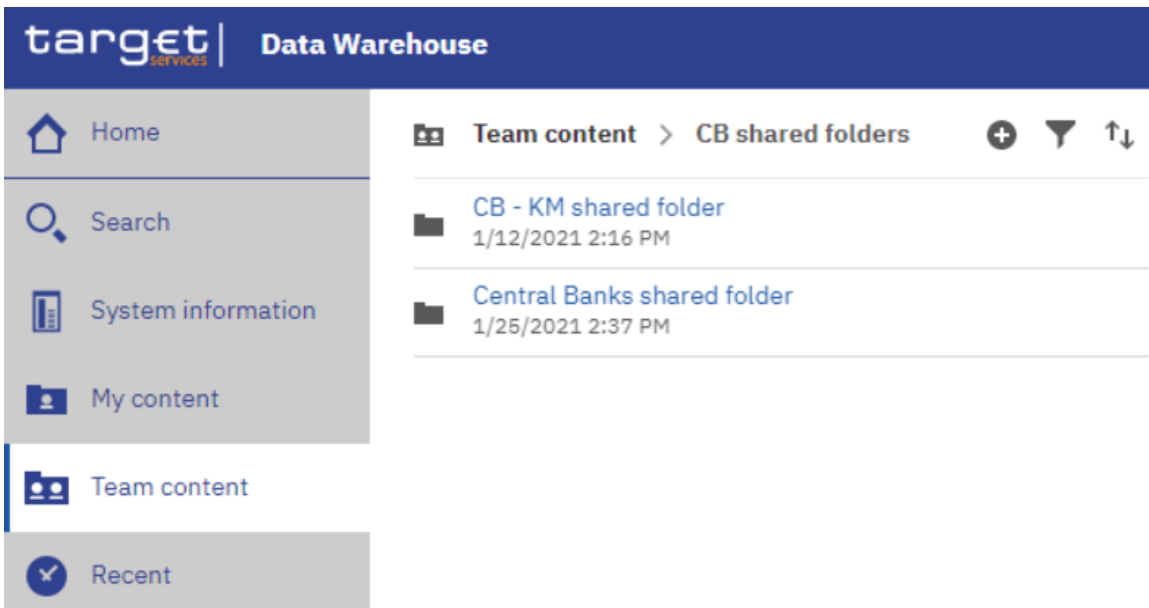 target| Data Warehouse
services
Home
Search
System information
My content
Team content
Recent
Team content > CB shared folders
CB - KM shared folder
1/12/2021 2:16 PM
Central Banks shared folder
1/25/2021 2:37 PM